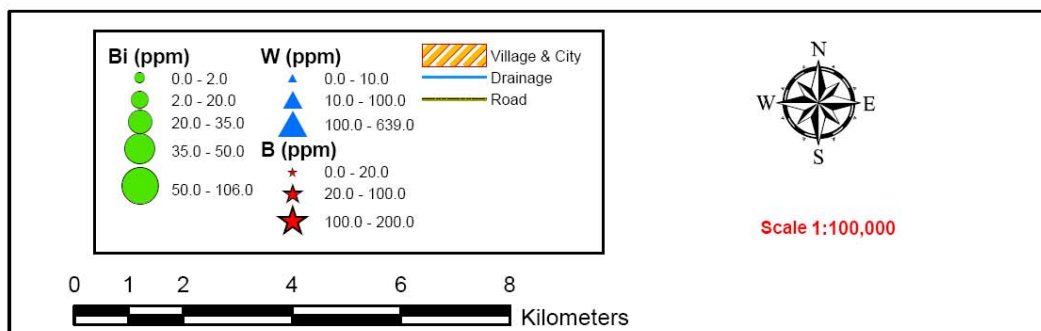 Bi (ppm)
0.0 - 2.0
2.0 - 20.0
20.0 - 35.0
35.0 - 50.0
50.0 - 106.0
W (ppm)
0.0 - 10.0
10.0 - 100.0
100.0 - 639.0
B (ppm)
0.0 - 20.0
20.0 - 100.0
100.0 - 200.0
Village & City
Drainage
Road
N
W E
S
Scale 1:100,000
0 1 2 4 6 8
Kilometers